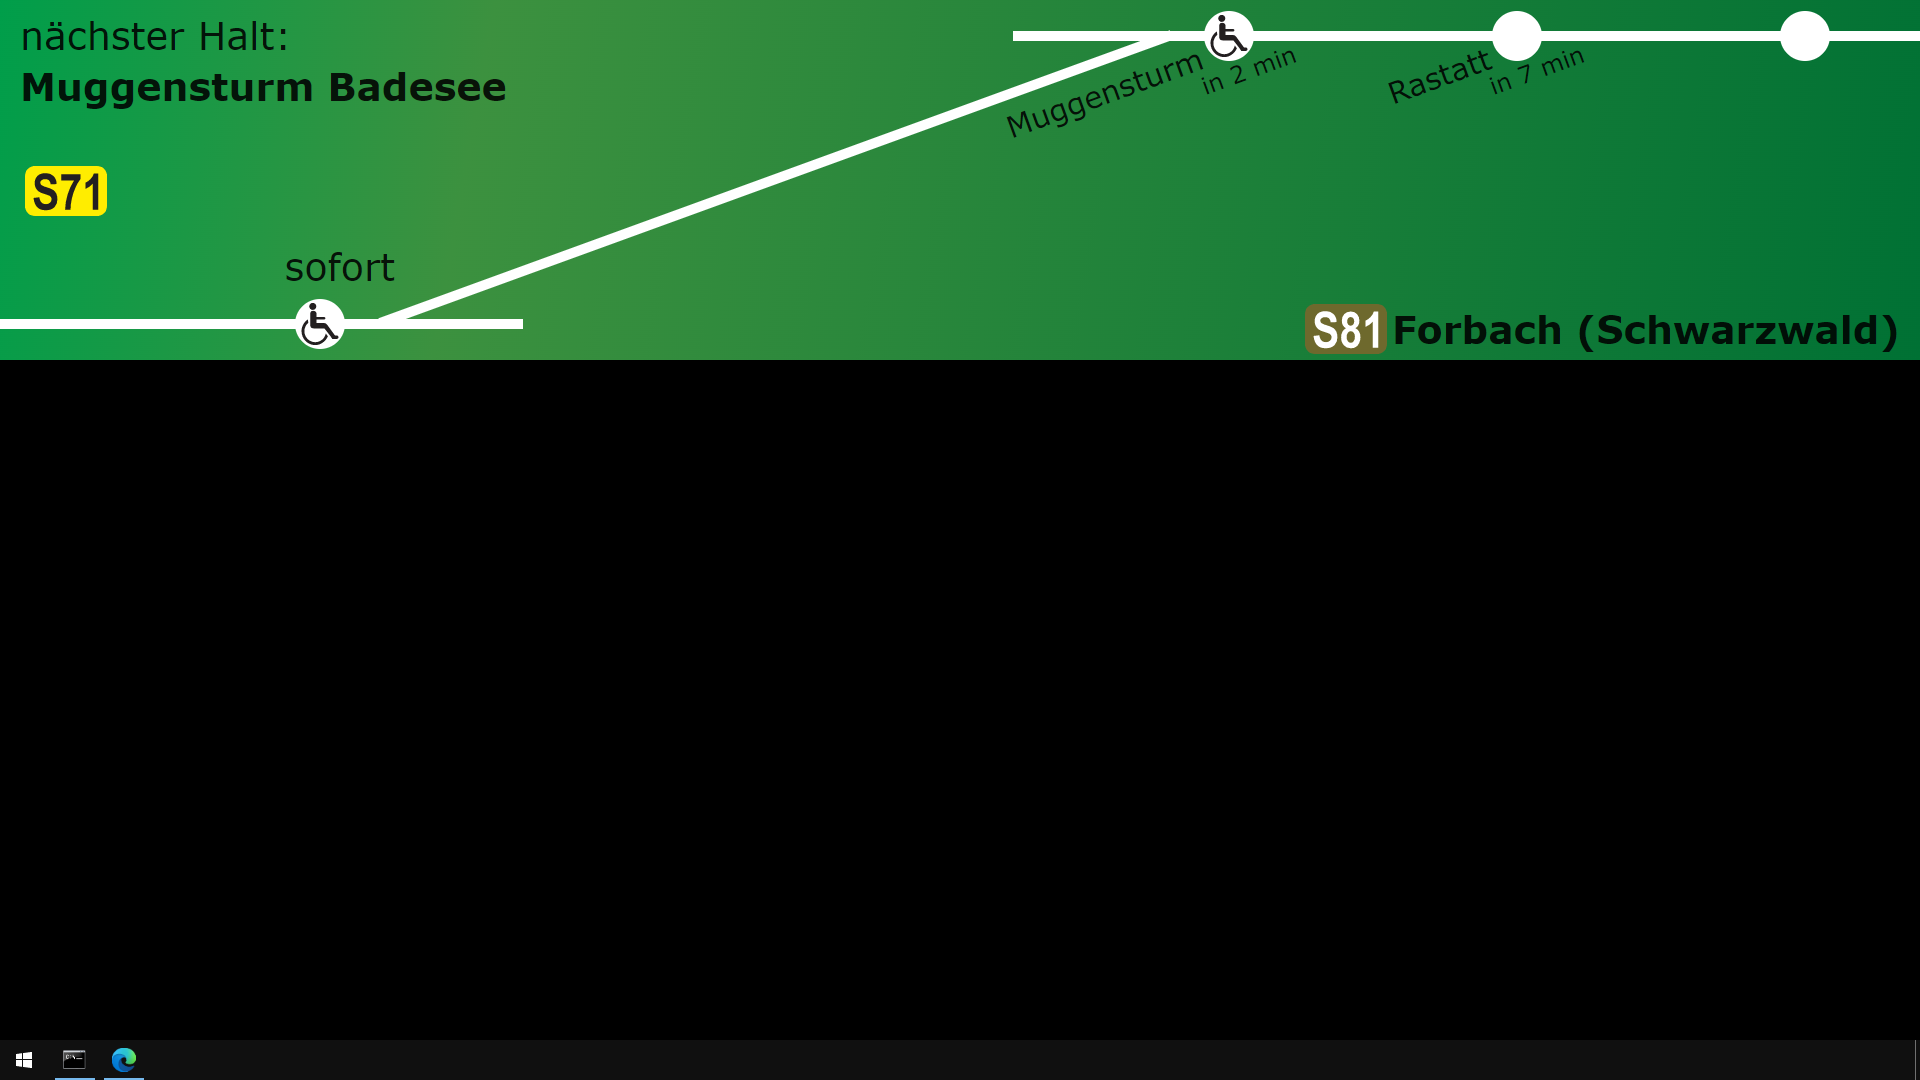 nächster Halt:
Muggensturm Badesee
S71
sofort
Muggensturm
in 2 min
Rastatt
in 7 min
S81 Forbach (Schwarzwald)